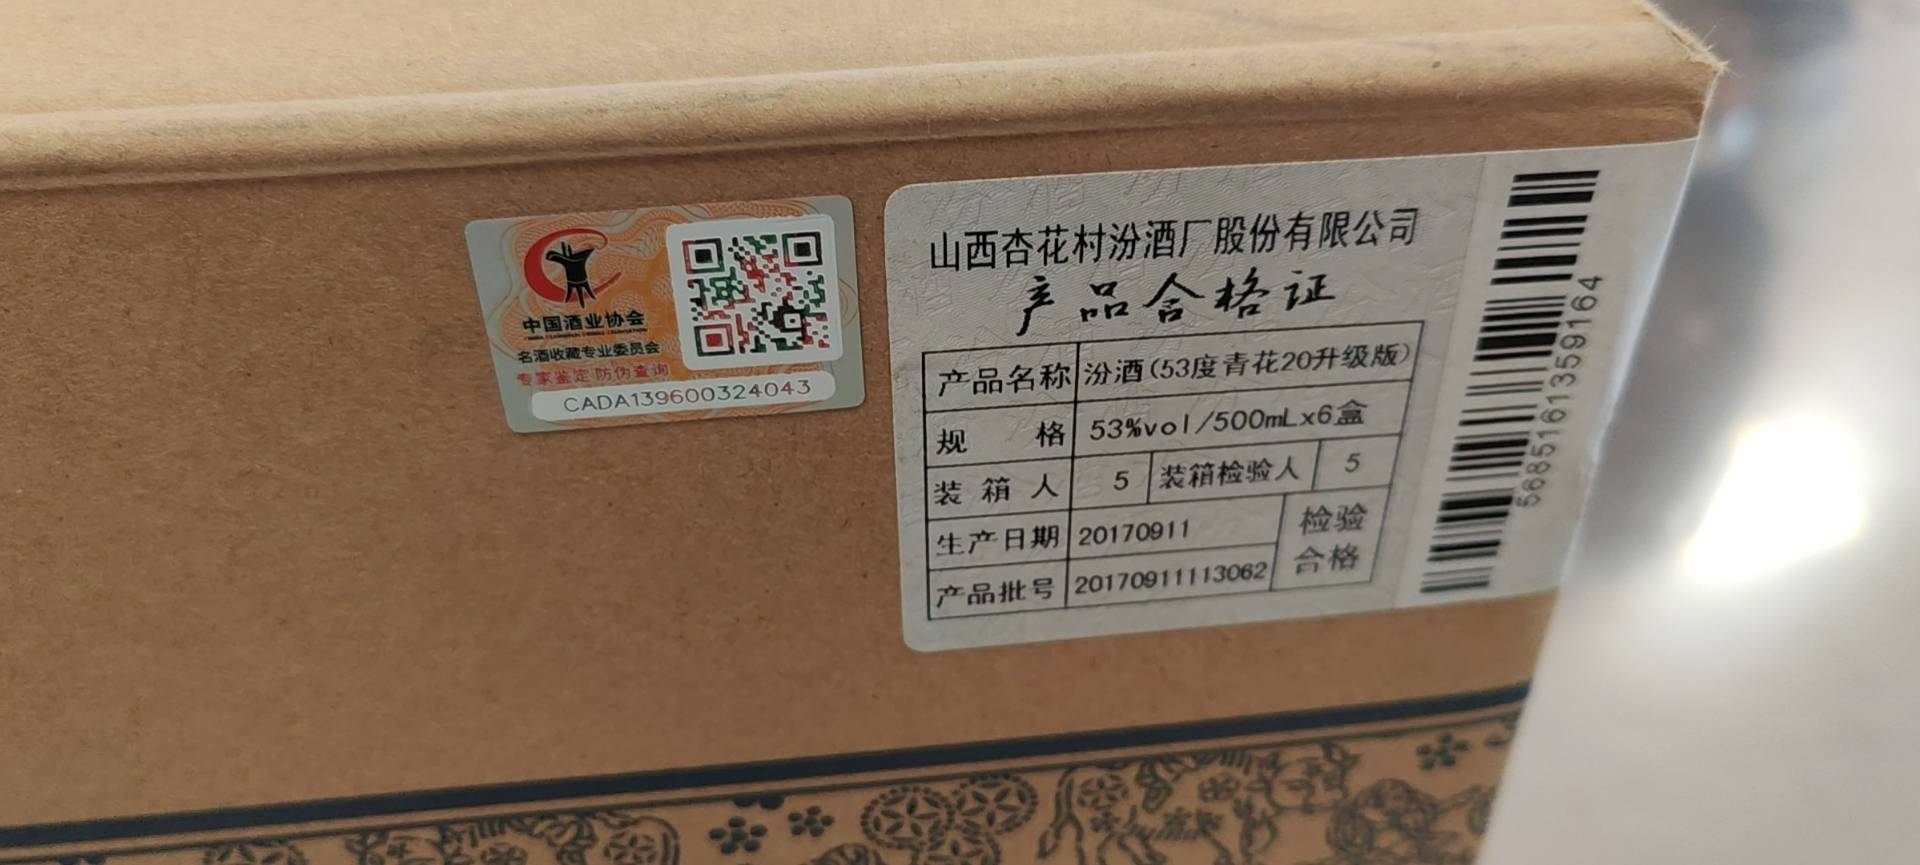 中国酒业协会
名酒收藏专业委员会
专家鉴定 防伪查询
CADA139600324043
山西杏花村汾酒厂股份有限公司
产品合格证
产品名称 汾酒(53度青花20升级版)
规格 53%vol/500mLx6盒
装箱人 5 装箱检验人 5
生产日期 20170911
产品批号 20170911113062
检验
合格
568516161359164